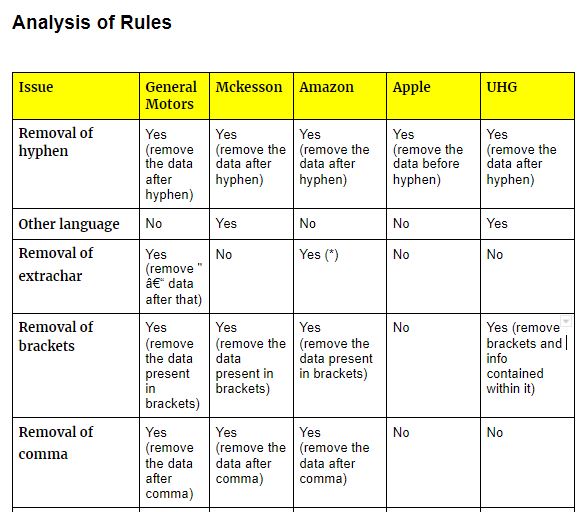 Analysis of Rules
Issue
General
Motors
Mckesson
Amazon
Apple
UHG
Removal of
hyphen
Yes
(remove
the data
after
hyphen)
Yes
(remove the
data after
hyphen)
Yes
(remove the
data after
hyphen)
Yes
(remove the
data before
hyphen)
Yes
(remove the
data after
hyphen)
Other language
No
Yes
No
No
Yes
Removal of
extrachar
Yes
(remove "
â€“ data
after that)
No
Yes (*)
No
No
Removal of
brackets
Yes
(remove
the data
present
in
brackets)
Yes
(remove the
data
present in
brackets)
Yes
(remove the
data present
in brackets)
No
Yes (remove
brackets and
info
contained
within it)
Removal of
comma
Yes
(remove
the data
after
comma)
Yes
(remove the
data after
comma)
Yes
(remove the
data after
comma)
No
No